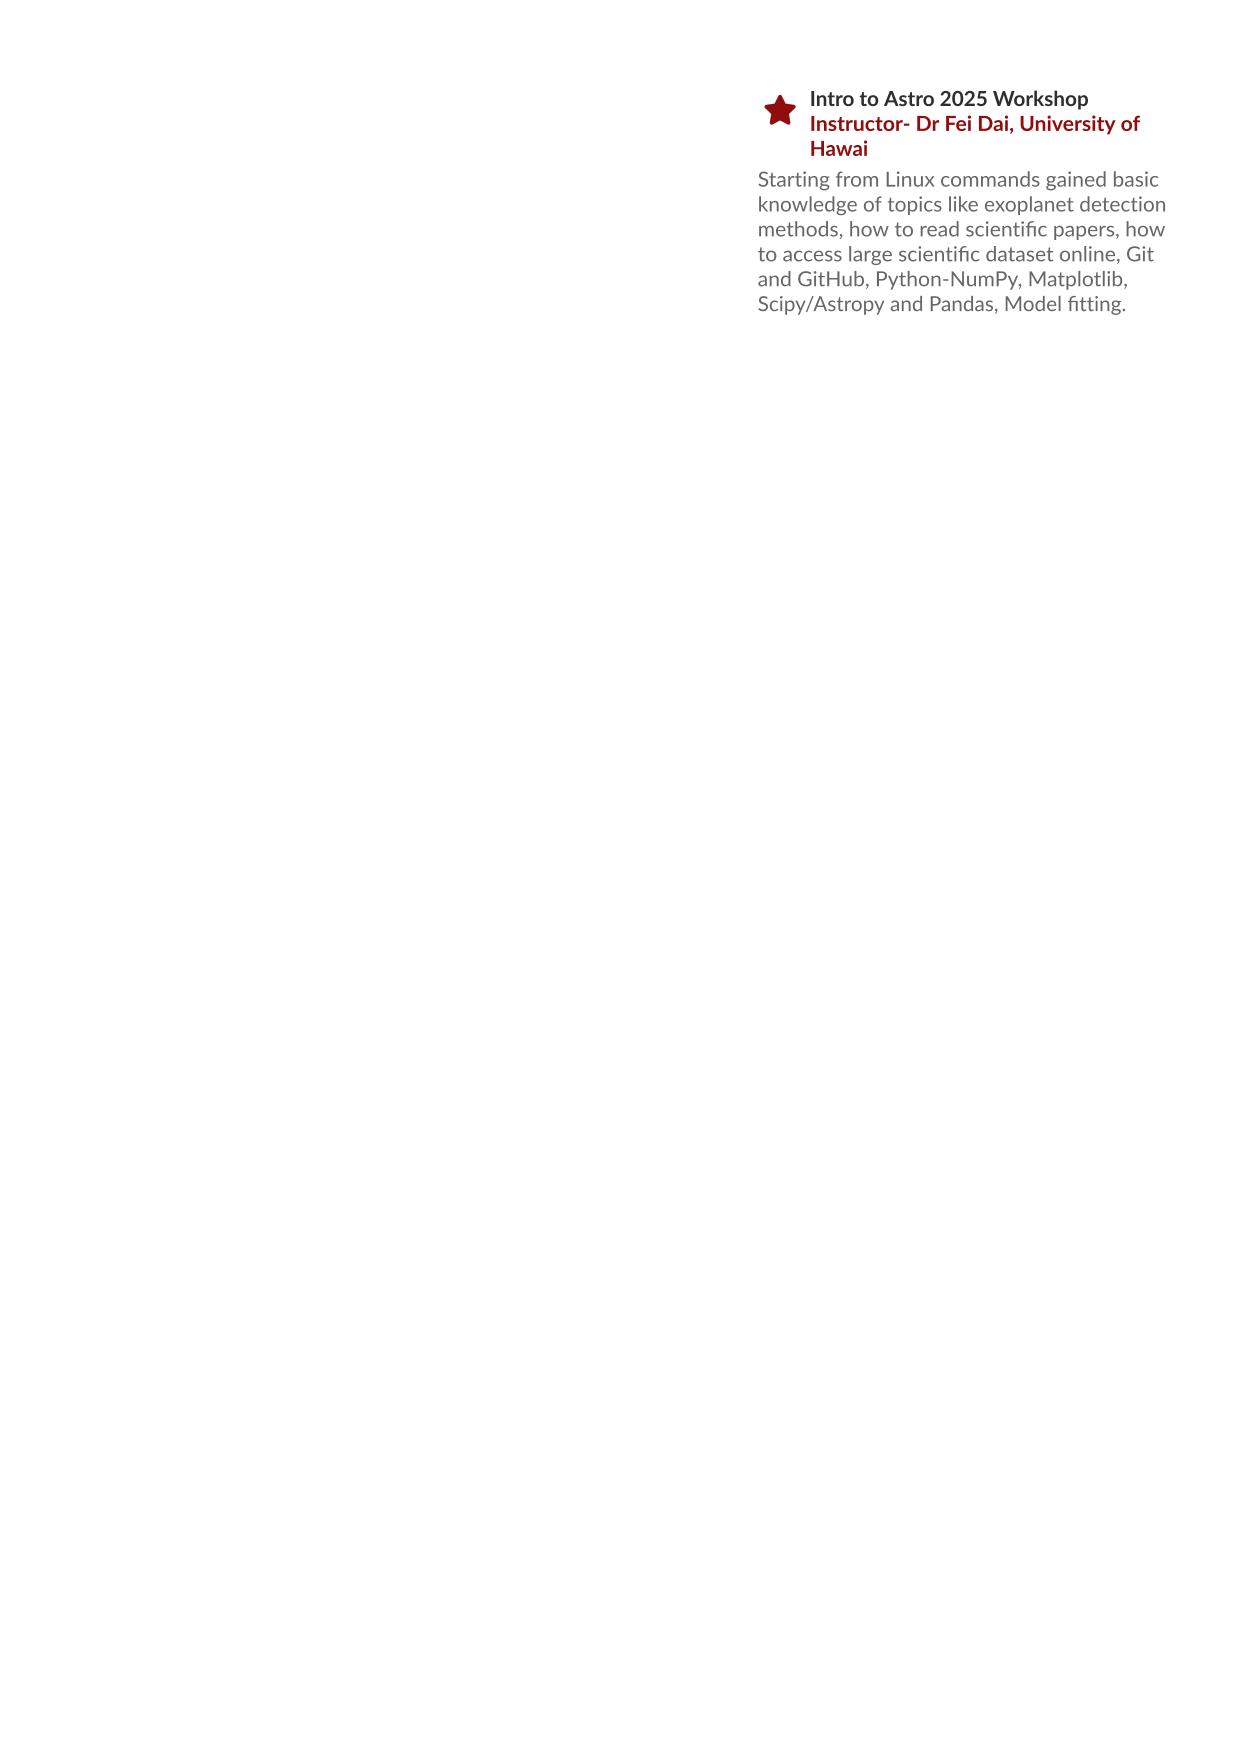 Intro to Astro 2025 Workshop
Instructor- Dr Fei Dai, University of
Hawai
Starting from Linux commands gained basic
knowledge of topics like exoplanet detection
methods, how to read scientific papers, how
to access large scientific dataset online, Git
and GitHub, Python-NumPy, Matplotlib,
Scipy/Astropy and Pandas, Model fitting.